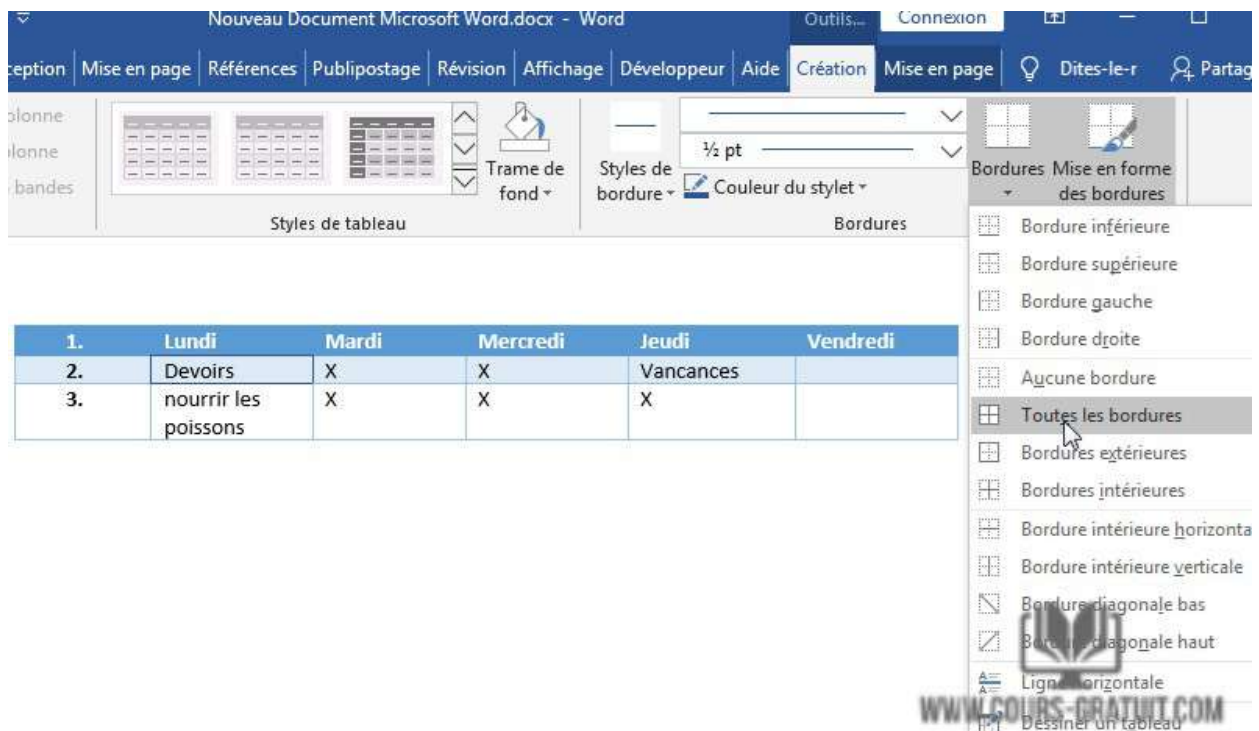 Nouveau Document Microsoft Word.docx - Word Outils... Connexion
ception Mise en page Références Publipostage Révision Affichage Développeur Aide Création Mise en page Dites-le-r Partag
olonne
olonne
bandes
Trame de fond
Styles de tableau
Styles de bordure
½ pt
Couleur du stylet
Bordures
Bordures
Mise en forme des bordures
Bordure inférieure
Bordure supérieure
Bordure gauche
Bordure droite
Aucune bordure
Toutes les bordures
Bordures extérieures
Bordures intérieures
Bordure intérieure horizonta
Bordure intérieure verticale
Bordure diagonale bas
Bordure diagonale haut
Ligne horizontale
Dessiner un tableau
1. Lundi Mardi Mercredi Jeudi Vendredi
2. Devoirs X X Vancances
3. nourrir les X X X
poissons
WWW.COURS-GRATUIT.COM